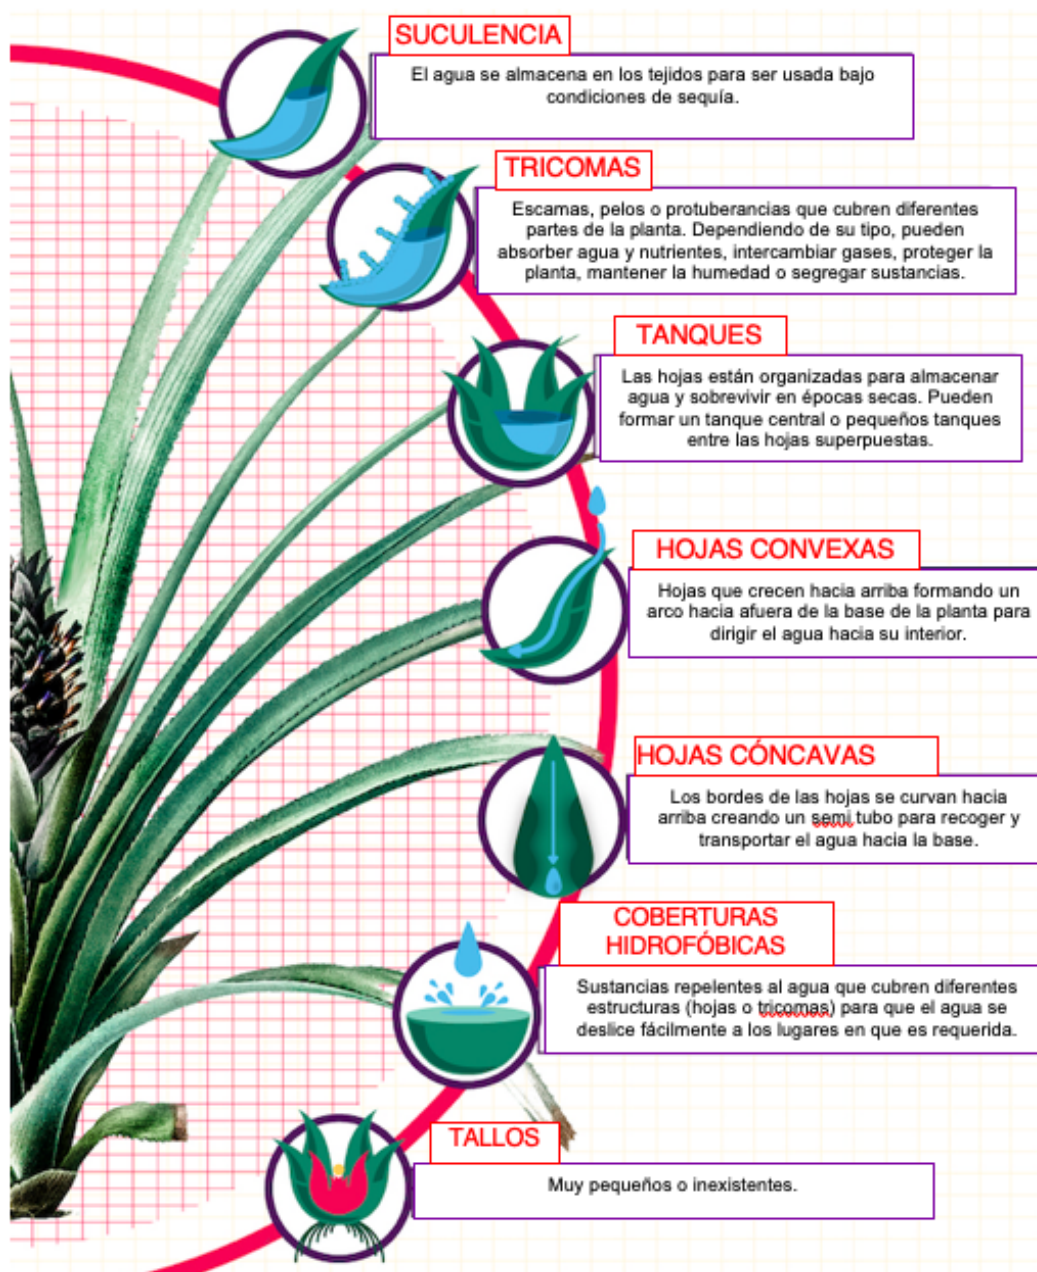 SUCULENCIA
El agua se almacena en los tejidos para ser usada bajo
condiciones de sequía.
TRICOMAS
Escamas, pelos o protuberancias que cubren diferentes
partes de la planta. Dependiendo de su tipo, pueden
absorber agua y nutrientes, intercambiar gases, proteger la
planta, mantener la humedad o segregar sustancias.
TANQUES
Las hojas están organizadas para almacenar
agua y sobrevivir en épocas secas. Pueden
formar un tanque central o pequeños tanques
entre las hojas superpuestas.
HOJAS CONVEXAS
Hojas que crecen hacia arriba formando un
arco hacia afuera de la base de la planta para
dirigir el agua hacia su interior.
HOJAS CÓNCAVAS
Los bordes de las hojas se curvan hacia
arriba creando un semi tubo para recoger y
transportar el agua hacia la base.
COBERTURAS
HIDROFÓBICAS
Sustancias repelentes al agua que cubren diferentes
estructuras (hojas o tricomas) para que el agua se
deslice fácilmente a los lugares en que es requerida.
TALLOS
Muy pequeños o inexistentes.